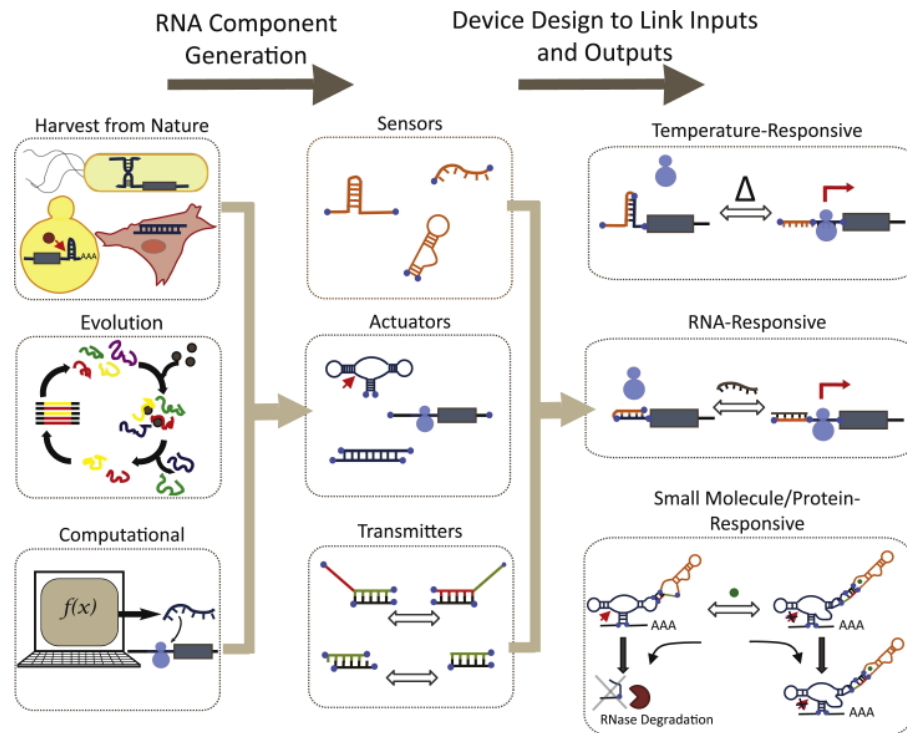 RNA Component
Generation
Device Design to Link Inputs
and Outputs
Harvest from Nature
AAA
Evolution
Computational
f(x)
Sensors
Actuators
Transmitters
Temperature-Responsive
Δ
RNA-Responsive
Small Molecule/Protein-
Responsive
AAA
AAA
AAA
RNase Degradation